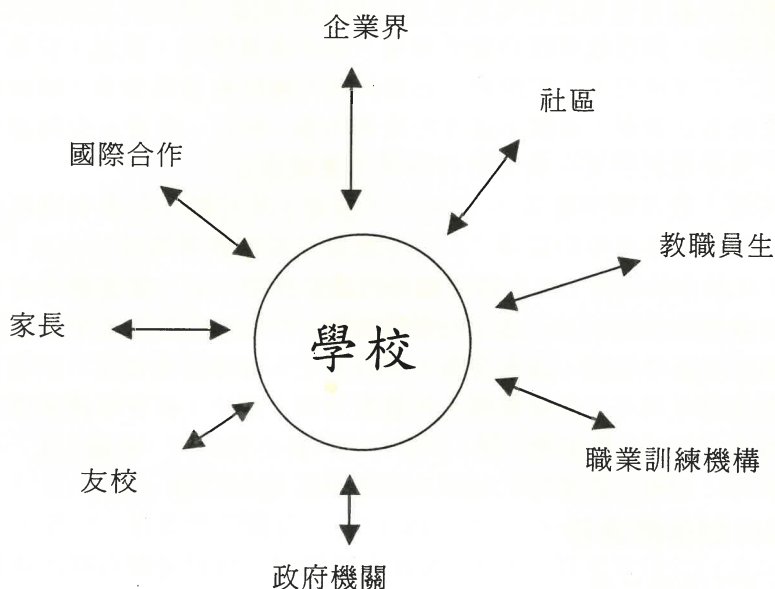 企業界
社區
國際合作
教職員生
家長
學校
職業訓練機構
友校
政府機關